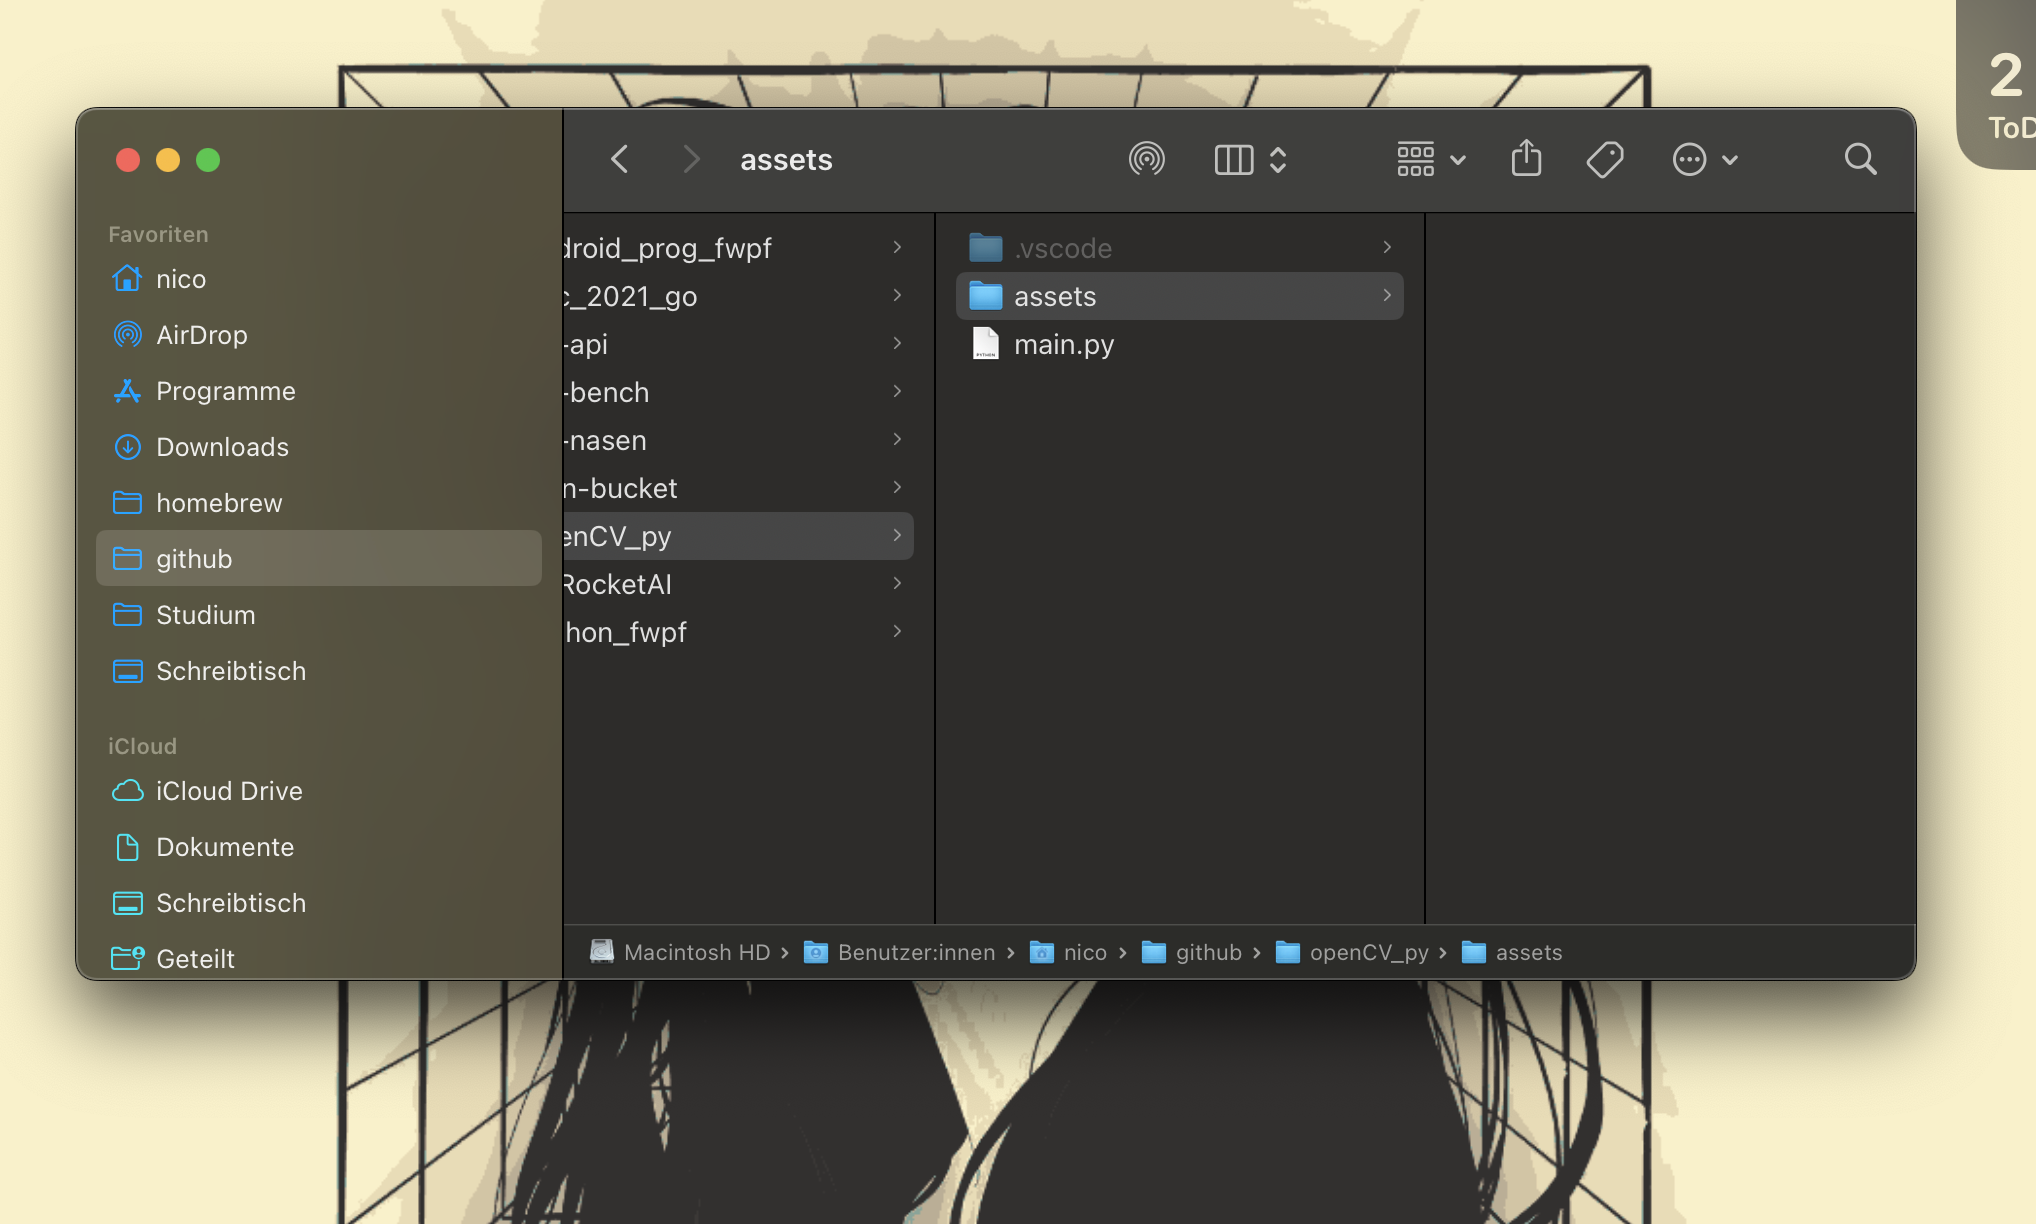 2
ToD
assets
Favoriten
nico
AirDrop
Programme
Downloads
homebrew
github
Studium
Schreibtisch
iCloud
iCloud Drive
Dokumente
Schreibtisch
Geteilt
droid_prog_fwpf
c_2021_go
-api
-bench
-nasen
n-bucket
enCV_py
RocketAI
hon_fwpf
.vscode
assets
main.py
Macintosh HD › Benutzer:innen › nico › github › openCV_py › assets